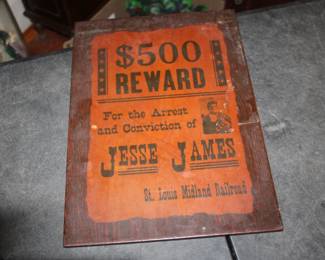 $500
REWARD
For the Arrest
and Conviction of
JESSE JAMES
St. Louis Midland Railroad